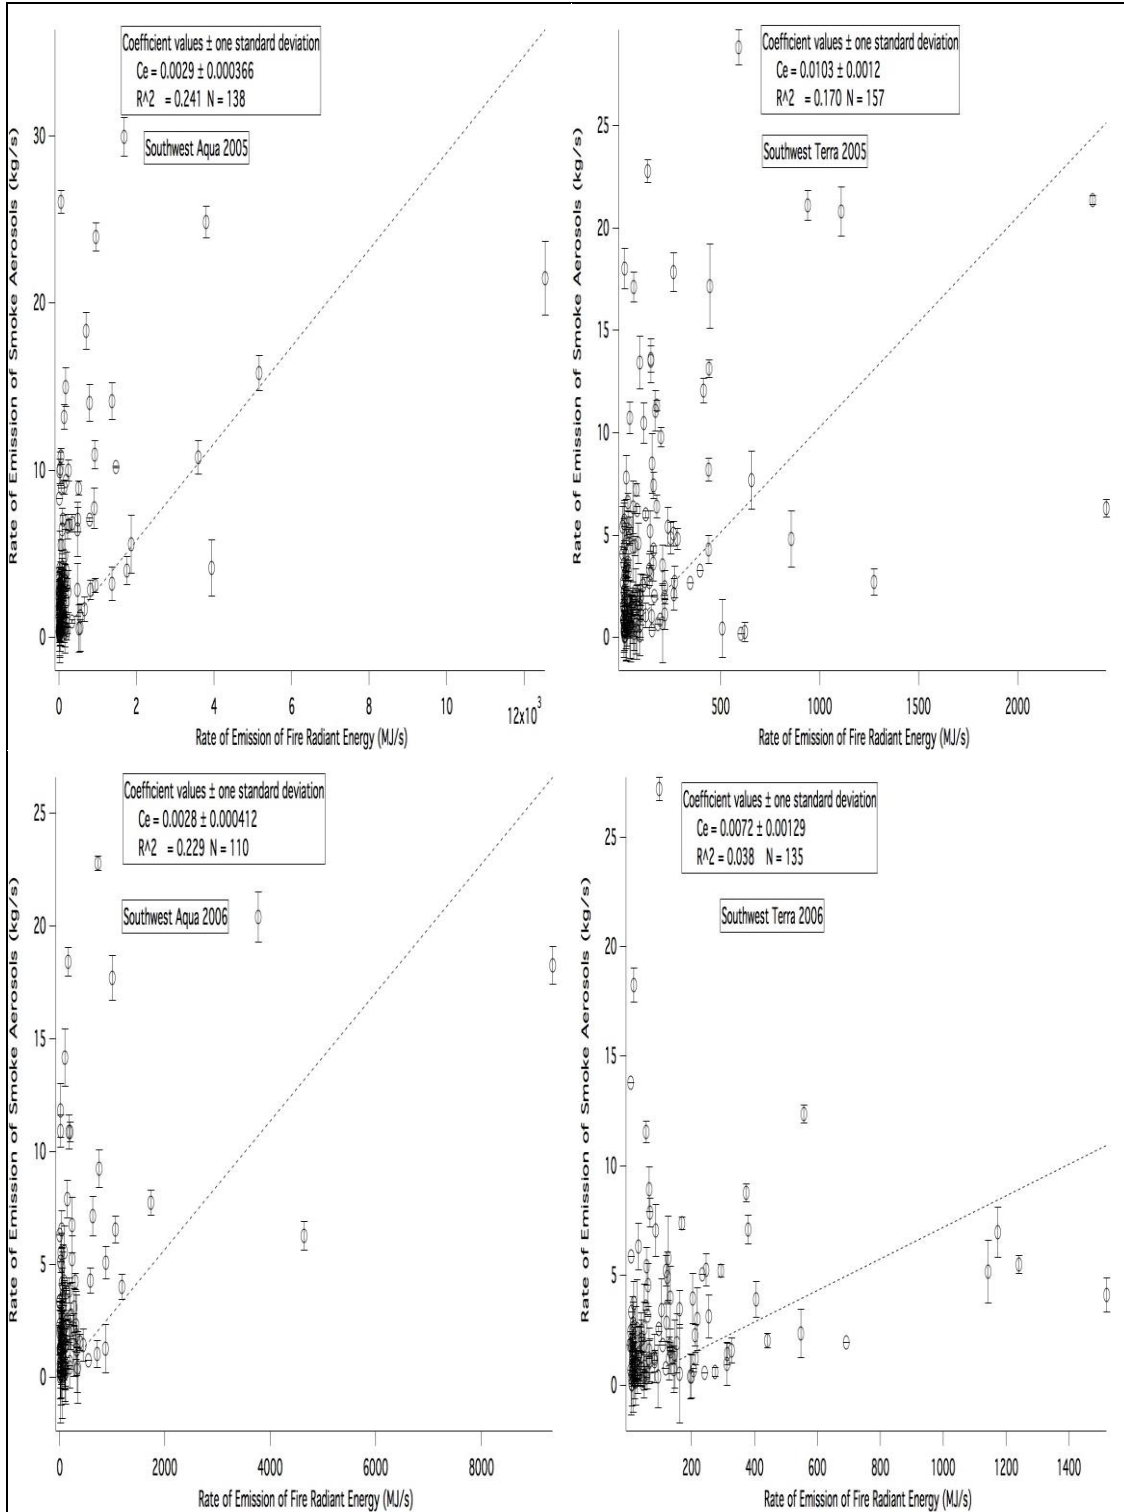 Coefficient values ± one standard deviation
Ce = 0.0029 ± 0.000366
R^2 = 0.241 N = 138
Southwest Aqua 2005
Rate of Emission of Smoke Aerosols (kg/s)
30
20
10
0
0 2 4 6 8 10 12x10³
Rate of Emission of Fire Radiant Energy (MJ/s)
Coefficient values ± one standard deviation
Ce = 0.0103 ± 0.0012
R^2 = 0.170 N = 157
Southwest Terra 2005
Rate of Emission of Smoke Aerosols (kg/s)
25
20
15
10
5
0
500 1000 1500 2000
Rate of Emission of Fire Radiant Energy (MJ/s)
Coefficient values ± one standard deviation
Ce = 0.0028 ± 0.000412
R^2 = 0.229 N = 110
Southwest Aqua 2006
Rate of Emission of Smoke Aerosols (kg/s)
25
20
15
10
5
0
0 2000 4000 6000 8000
Rate of Emission of Fire Radiant Energy (MJ/s)
Coefficient values ± one standard deviation
Ce = 0.0072 ± 0.00129
R^2 = 0.038 N = 135
Southwest Terra 2006
Rate of Emission of Smoke Aerosols (kg/s)
25
20
15
10
5
0
200 400 600 800 1000 1200 1400
Rate of Emission of Fire Radiant Energy (MJ/s)